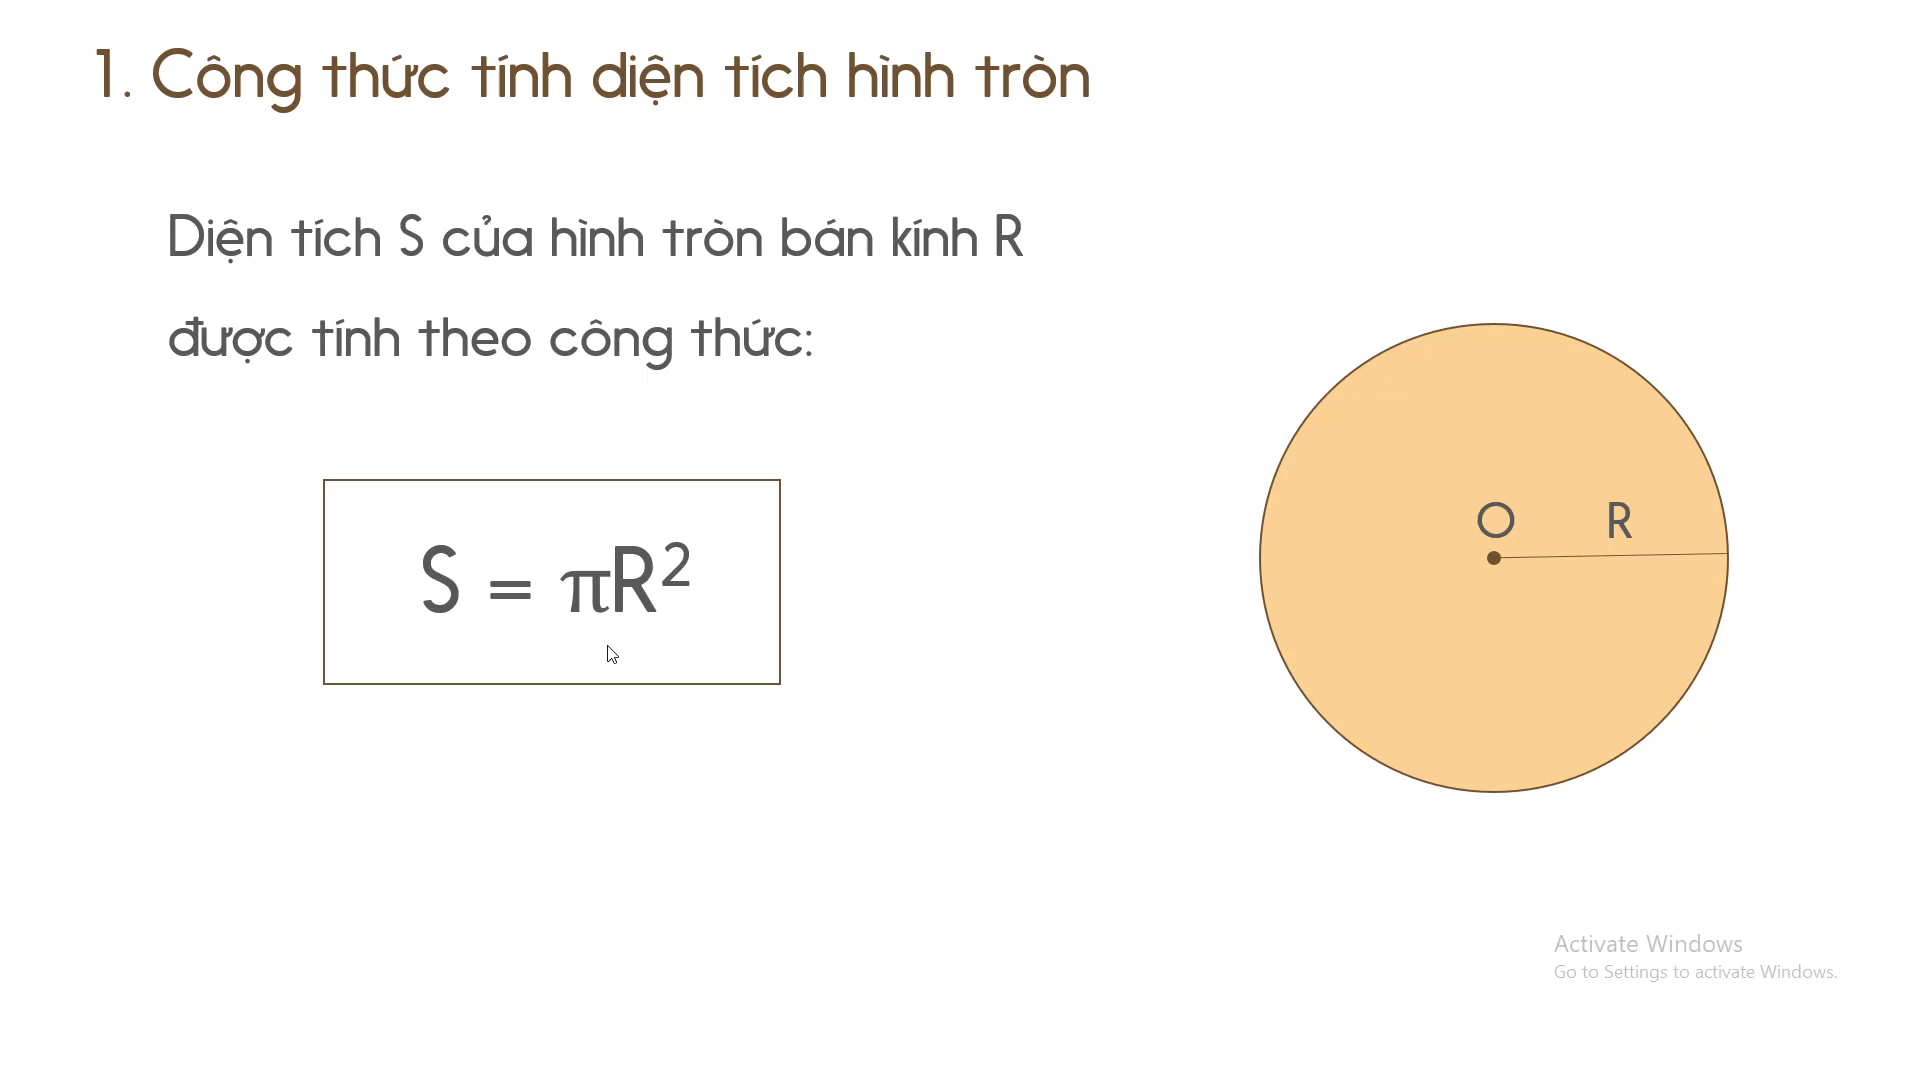 1. Công thức tính diện tích hình tròn
Diện tích S của hình tròn bán kính R
được tính theo công thức:
S = πR²
O R
Activate Windows
Go to Settings to activate Windows.